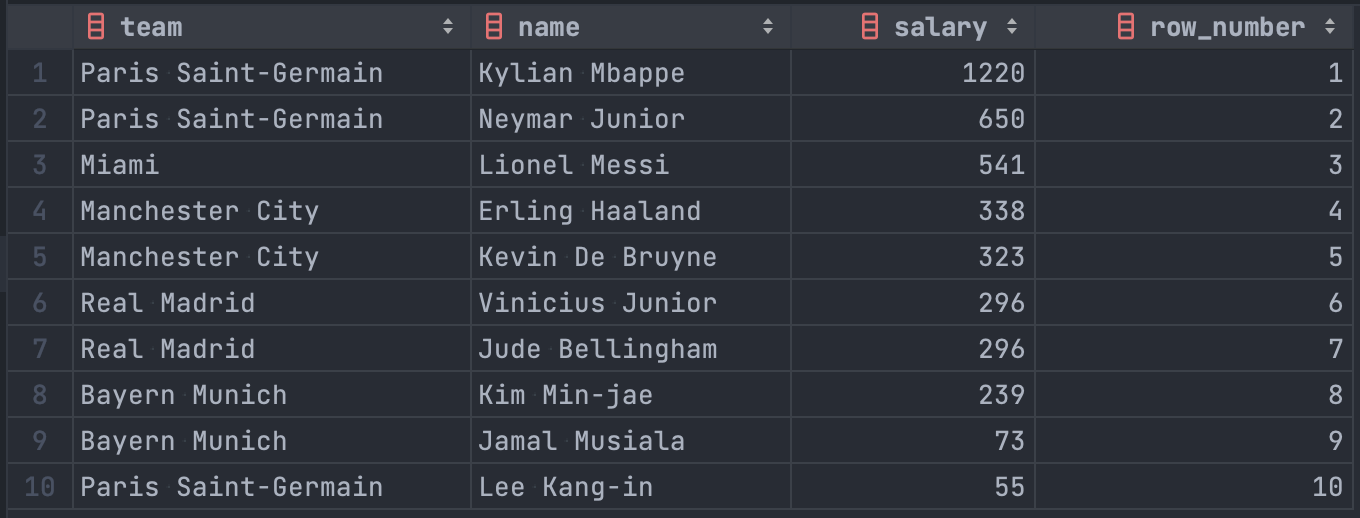 team name salary row_number
1 Paris Saint-Germain Kylian Mbappe 1220 1
2 Paris Saint-Germain Neymar Junior 650 2
3 Miami Lionel Messi 541 3
4 Manchester City Erling Haaland 338 4
5 Manchester City Kevin De Bruyne 323 5
6 Real Madrid Vinicius Junior 296 6
7 Real Madrid Jude Bellingham 296 7
8 Bayern Munich Kim Min-jae 239 8
9 Bayern Munich Jamal Musiala 73 9
10 Paris Saint-Germain Lee Kang-in 55 10